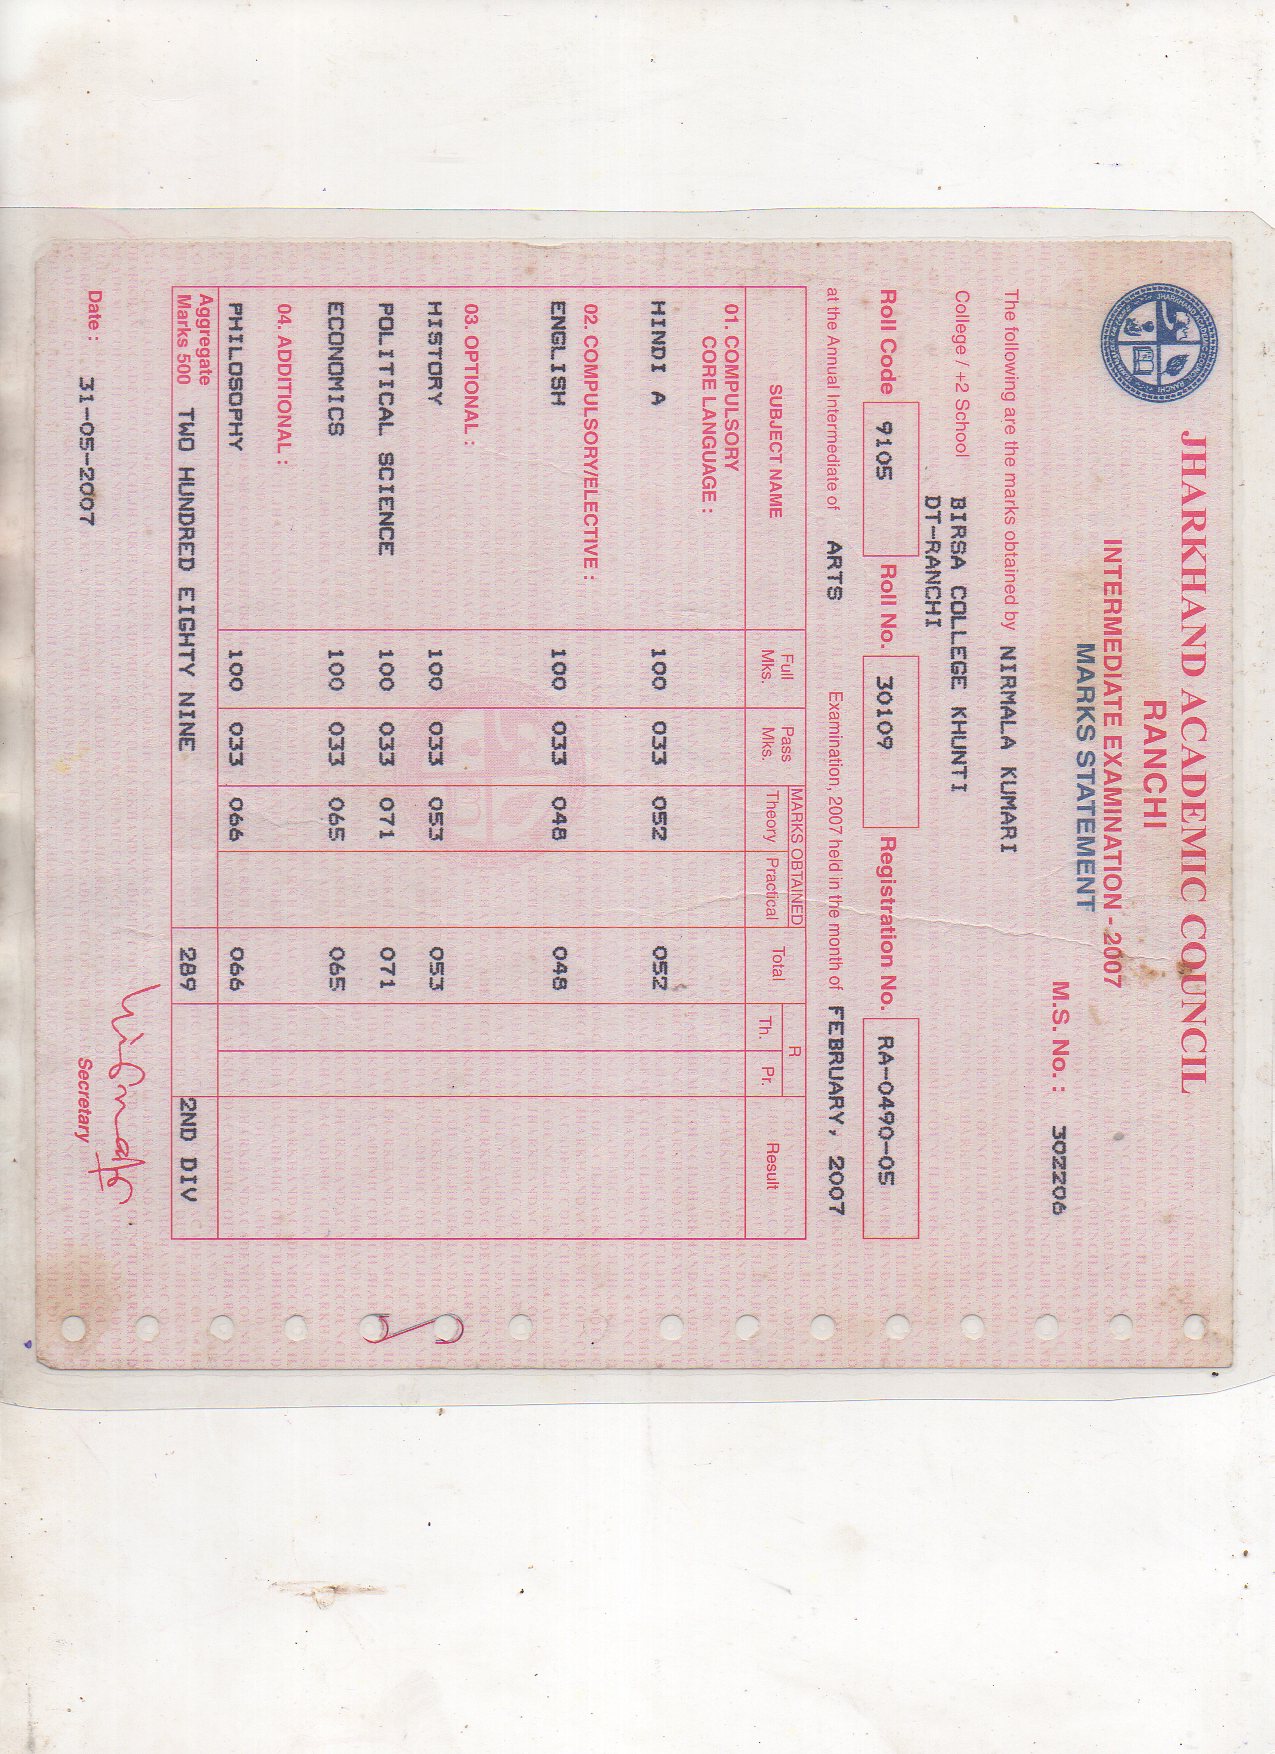 JHARKHAND ACADEMIC COUNCIL
RANCHI
INTERMEDIATE EXAMINATION - 2007
MARKS STATEMENT
M.S. No. : 302206
The following are the marks obtained by NIRMALA KUMARI
College / +2 School BIRSA COLLEGE KHUNTI
DT-RANCHI
Roll Code 9105 Roll No. 30109 Registration No. RA-0490-05
at the Annual Intermediate of ARTS Examination, 2007 held in the month of FEBRUARY, 2007
SUBJECT NAME Full Mks. Pass Mks. MARKS OBTAINED Theory Practical Total R Th. Pr. Result
01. COMPULSORY
CORE LANGUAGE :
HINDI A 100 033 052 052
02. COMPULSORY/ELECTIVE :
ENGLISH 100 033 048 048
03. OPTIONAL :
HISTORY 100 033 053 053
POLITICAL SCIENCE 100 033 071 071
ECONOMICS 100 033 065 065
04. ADDITIONAL :
PHILOSOPHY 100 033 066 066
Aggregate
Marks 500 TWO HUNDRED EIGHTY NINE 289 2ND DIV
Date : 31-05-2007
Secretary